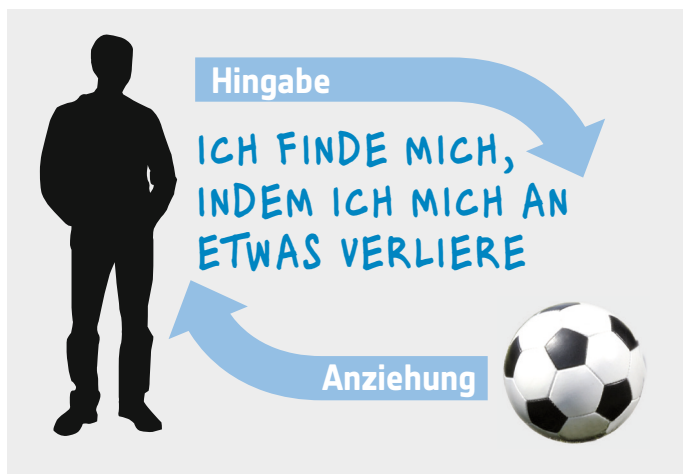 Hingabe
ICH FINDE MICH,
INDEM ICH MICH AN
ETWAS VERLIERE
Anziehung